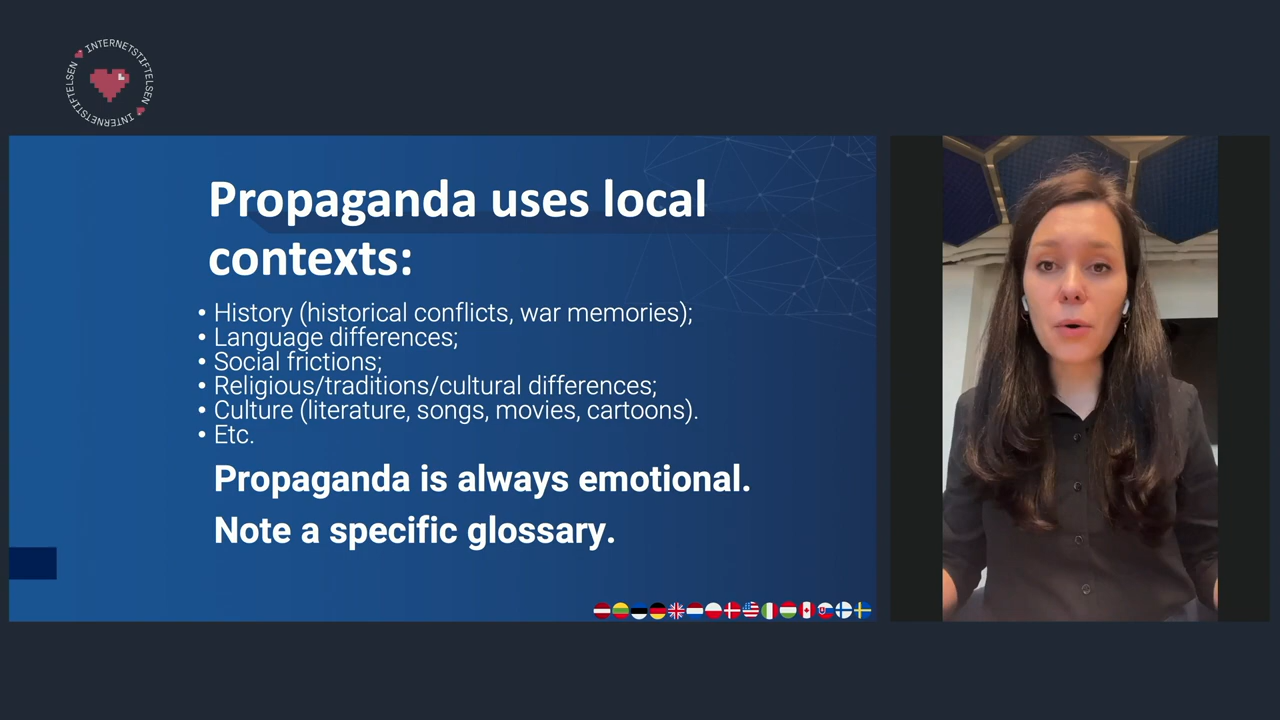 INTERNETSTIFTELSEN
INTERNETSTIFTELSEN
Propaganda uses local
contexts:
• History (historical conflicts, war memories);
• Language differences;
• Social frictions;
• Religious/traditions/cultural differences;
• Culture (literature, songs, movies, cartoons).
• Etc.
Propaganda is always emotional.
Note a specific glossary.